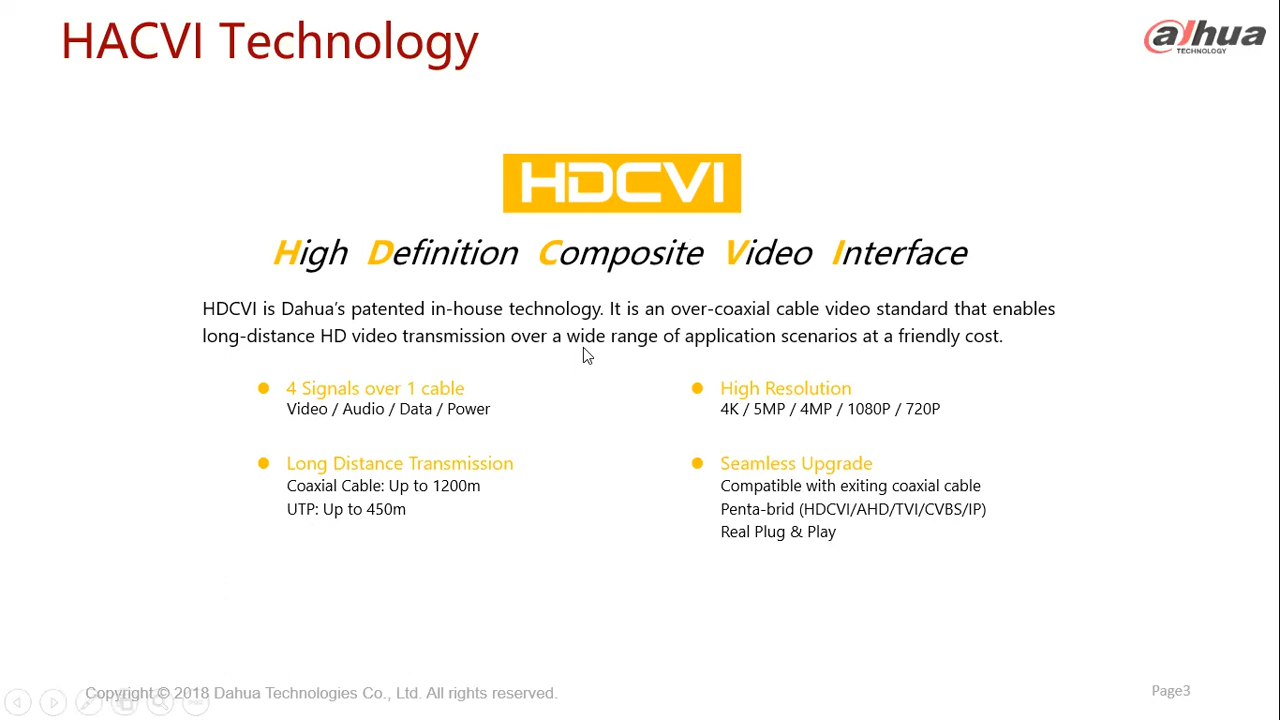 HACVI Technology
alhua
TECHNOLOGY
HDCVI
High Definition Composite Video Interface
HDCVI is Dahua's patented in-house technology. It is an over-coaxial cable video standard that enables
long-distance HD video transmission over a wide range of application scenarios at a friendly cost.
4 Signals over 1 cable
Video / Audio / Data / Power
High Resolution
4K / 5MP / 4MP / 1080P / 720P
Long Distance Transmission
Coaxial Cable: Up to 1200m
UTP: Up to 450m
Seamless Upgrade
Compatible with exiting coaxial cable
Penta-brid (HDCVI/AHD/TVI/CVBS/IP)
Real Plug & Play
Copyright © 2018 Dahua Technologies Co., Ltd. All rights reserved.
Page3